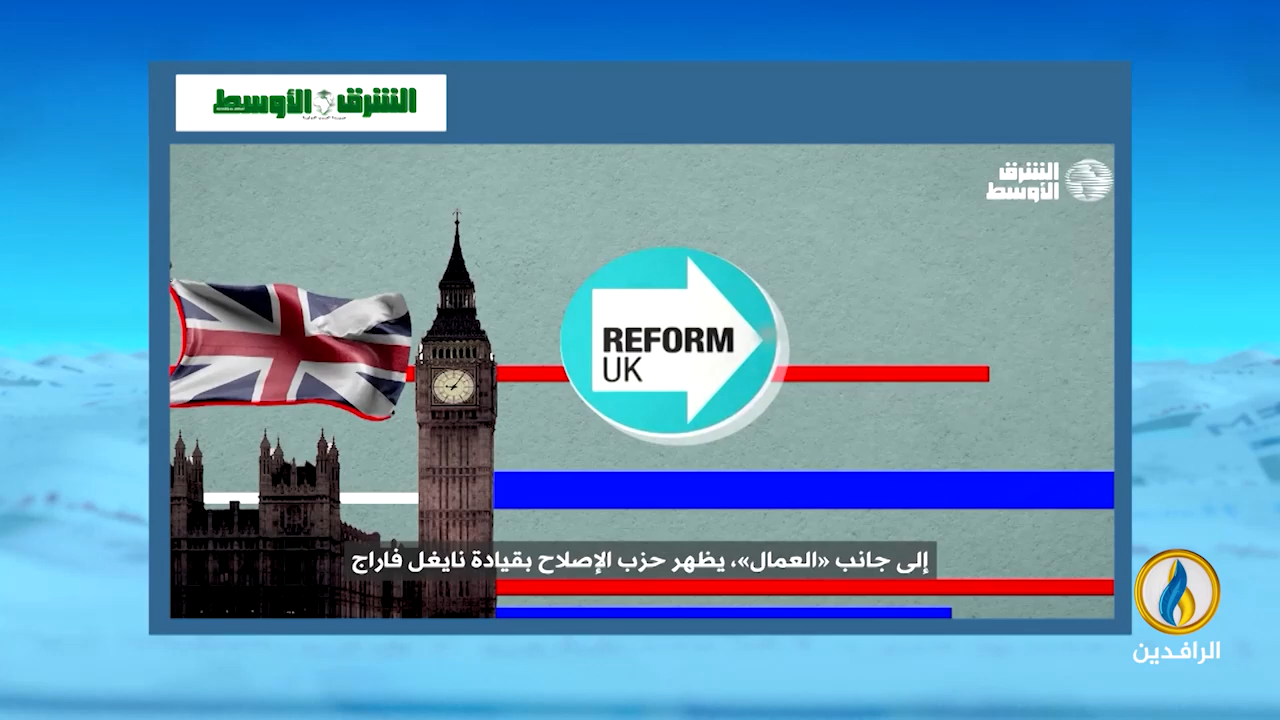 الشرق الأوسط
الشرق
الأوسط
REFORM
UK
إلى جانب «العمال»، يظهر حزب الإصلاح بقيادة نايغل فاراج
الرافدين